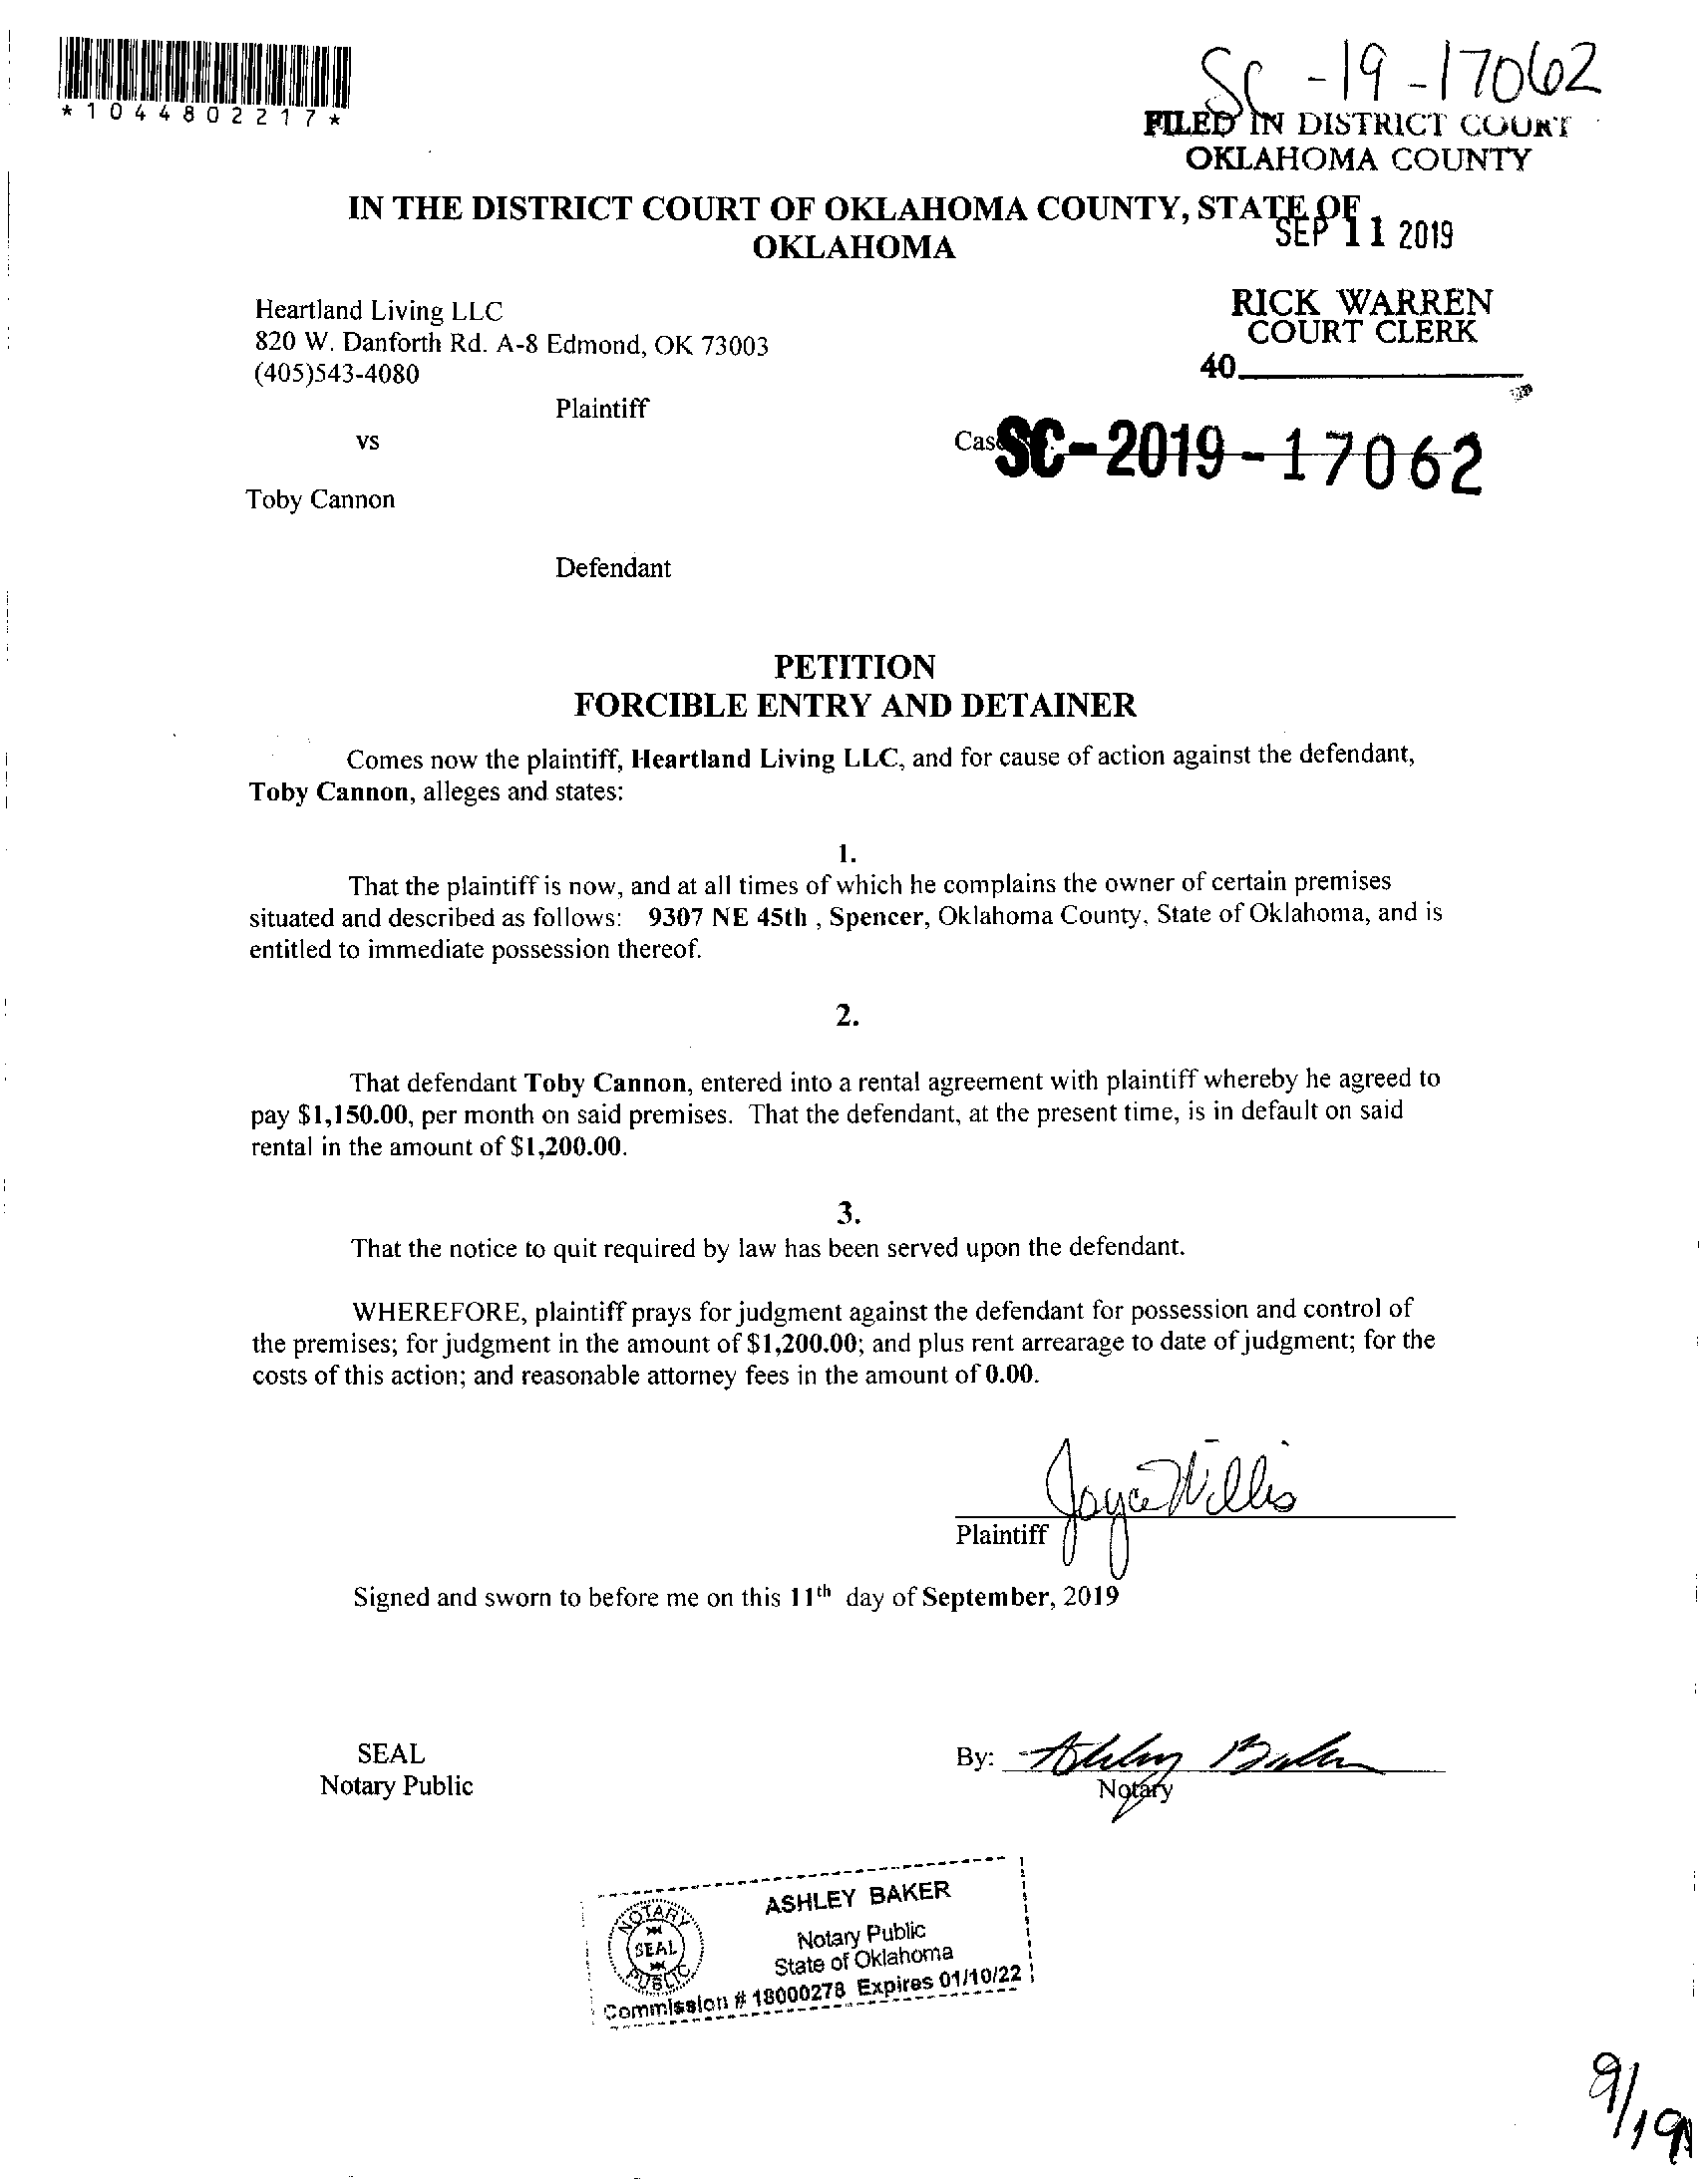 *1044802217*
SC-19-17062
FILED IN DISTRICT COURT
OKLAHOMA COUNTY
IN THE DISTRICT COURT OF OKLAHOMA COUNTY, STATE OF
OKLAHOMA
SEP 11 2019
RICK WARREN
COURT CLERK
40
Heartland Living LLC
820 W. Danforth Rd. A-8 Edmond, OK 73003
(405)543-4080
Plaintiff
vs
SC-2019-17062
Toby Cannon
Defendant
PETITION
FORCIBLE ENTRY AND DETAINER
Comes now the plaintiff, Heartland Living LLC, and for cause of action against the defendant,
Toby Cannon, alleges and states:
1.
That the plaintiff is now, and at all times of which he complains the owner of certain premises
situated and described as follows: 9307 NE 45th , Spencer, Oklahoma County, State of Oklahoma, and is
entitled to immediate possession thereof.
2.
That defendant Toby Cannon, entered into a rental agreement with plaintiff whereby he agreed to
pay $1,150.00, per month on said premises. That the defendant, at the present time, is in default on said
rental in the amount of $1,200.00.
3.
That the notice to quit required by law has been served upon the defendant.
WHEREFORE, plaintiff prays for judgment against the defendant for possession and control of
the premises; for judgment in the amount of $1,200.00; and plus rent arrearage to date of judgment; for the
costs of this action; and reasonable attorney fees in the amount of 0.00.
Joyce Willis
Plaintiff
Signed and sworn to before me on this 11th day of September, 2019
SEAL
Notary Public
By: Ashley Baker
Notary
ASHLEY BAKER
Notary Public
State of Oklahoma
Commission # 18000278 Expires 01/10/22
NOTARY
SEAL
PUBLIC
9/19